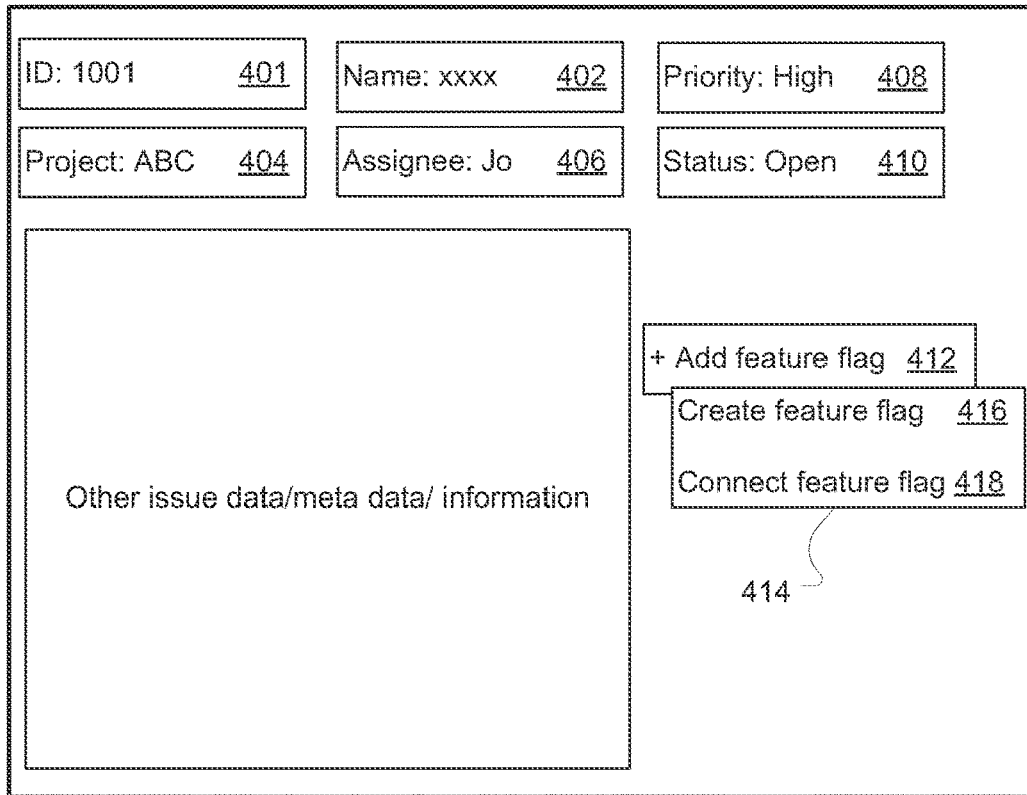 ID: 1001 401
Name: xxxx 402
Priority: High 408
Project: ABC 404
Assignee: Jo 406
Status: Open 410
+ Add feature flag 412
Create feature flag 416
Connect feature flag 418
Other issue data/meta data/ information
414